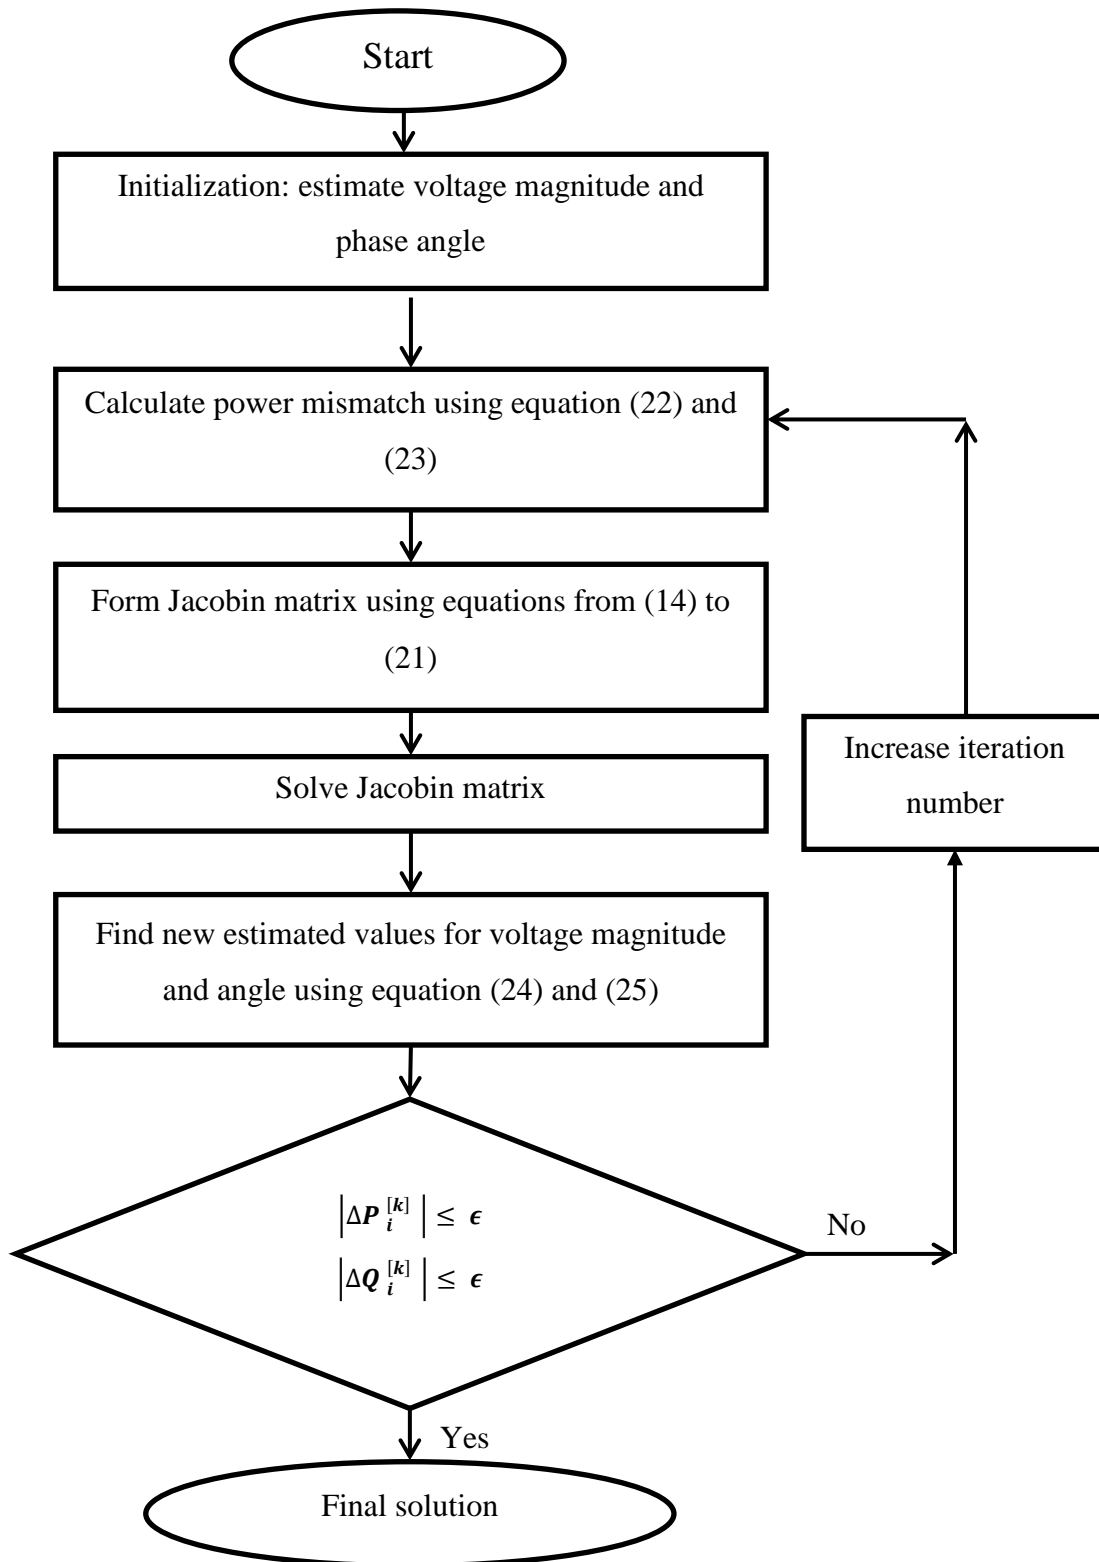 Start
Initialization: estimate voltage magnitude and
phase angle
Calculate power mismatch using equation (22) and
(23)
Form Jacobin matrix using equations from (14) to
(21)
Increase iteration
number
Solve Jacobin matrix
Find new estimated values for voltage magnitude
and angle using equation (24) and (25)
|ΔP_i^[k]| ≤ ϵ
|ΔQ_i^[k]| ≤ ϵ
No
Yes
Final solution